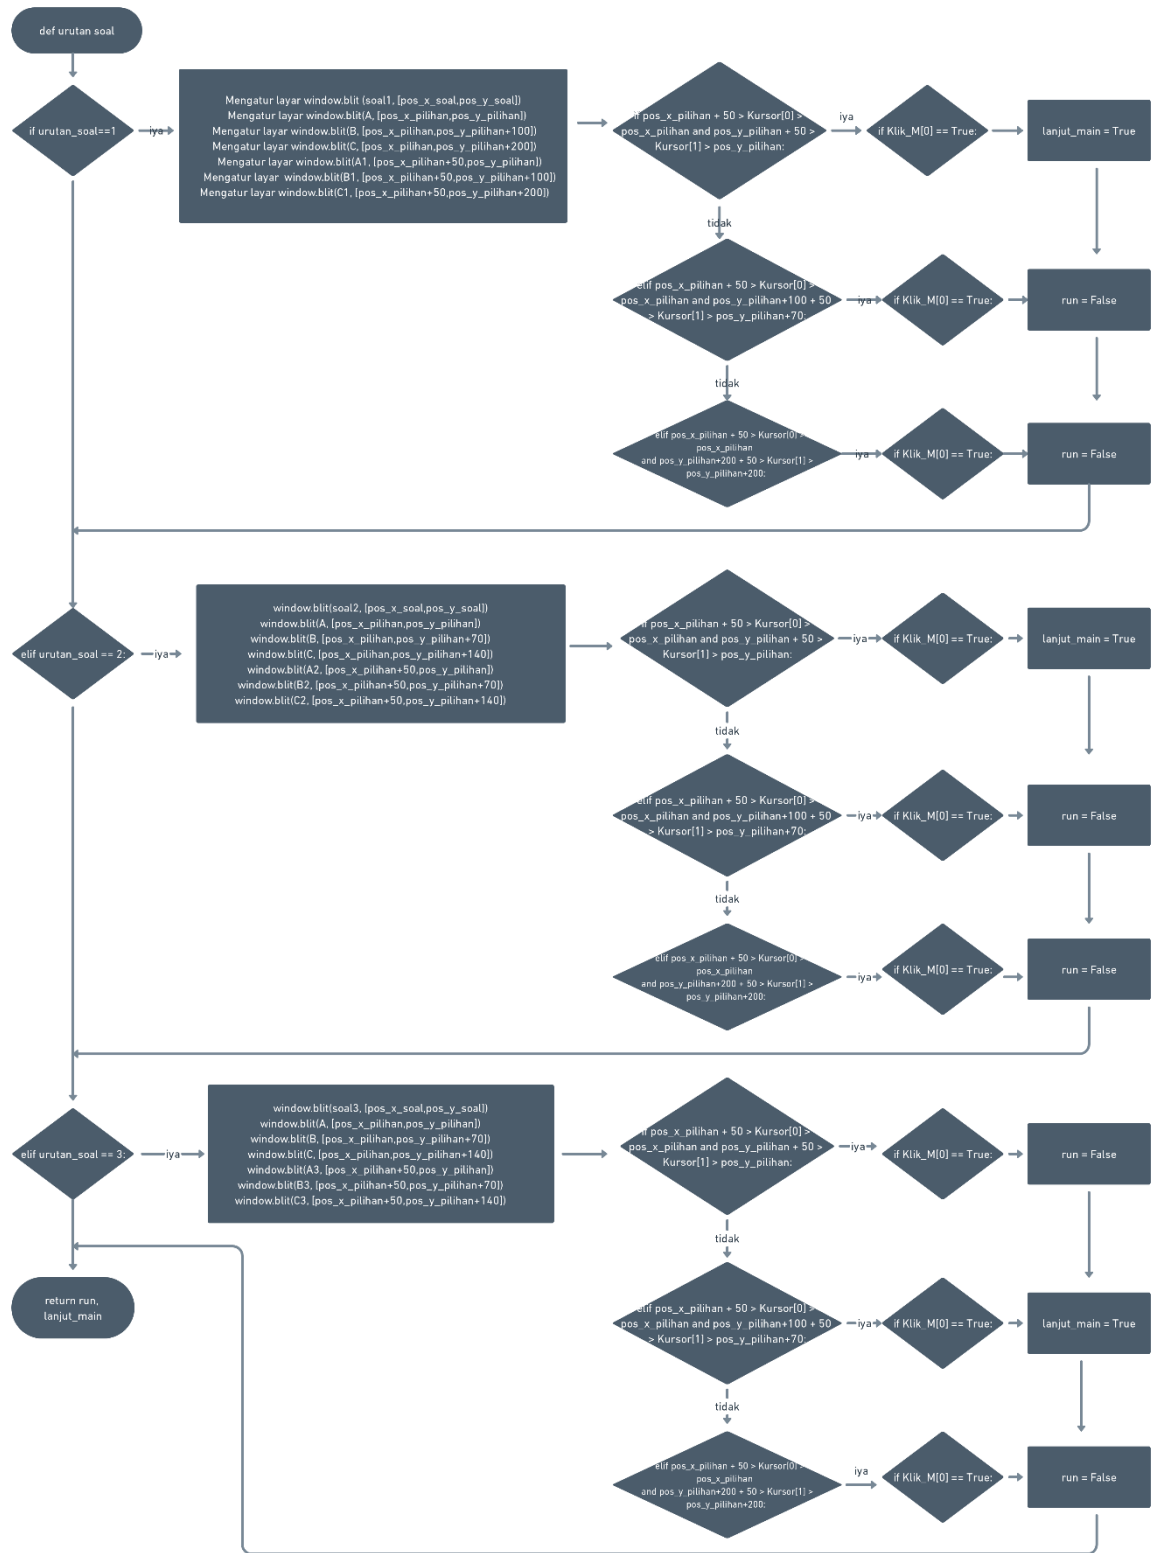 def urutan soal
if urutan_soal==1
iya
Mengatur layar window.blit (soal1, [pos_x_soal,pos_y_soal])
Mengatur layar window.blit(A, [pos_x_pilihan,pos_y_pilihan])
Mengatur layar window.blit(B, [pos_x_pilihan,pos_y_pilihan+100])
Mengatur layar window.blit(C, [pos_x_pilihan,pos_y_pilihan+200])
Mengatur layar window.blit(A1, [pos_x_pilihan+50,pos_y_pilihan])
Mengatur layar window.blit(B1, [pos_x_pilihan+50,pos_y_pilihan+100])
Mengatur layar window.blit(C1, [pos_x_pilihan+50,pos_y_pilihan+200])
if pos_x_pilihan + 50 > Kursor[0] >
pos_x_pilihan and pos_y_pilihan + 50 >
Kursor[1] > pos_y_pilihan:
iya
if Klik_M[0] == True:
lanjut_main = True
tidak
elif pos_x_pilihan + 50 > Kursor[0] >
pos_x_pilihan and pos_y_pilihan+100 + 50
> Kursor[1] > pos_y_pilihan+70:
iya
if Klik_M[0] == True:
run = False
tidak
elif pos_x_pilihan + 50 > Kursor[0] >
pos_x_pilihan
and pos_y_pilihan+200 + 50 > Kursor[1] >
pos_y_pilihan+200:
iya
if Klik_M[0] == True:
run = False
elif urutan_soal == 2:
iya
window.blit(soal2, [pos_x_soal,pos_y_soal])
window.blit(A, [pos_x_pilihan,pos_y_pilihan])
window.blit(B, [pos_x_pilihan,pos_y_pilihan+70])
window.blit(C, [pos_x_pilihan,pos_y_pilihan+140])
window.blit(A2, [pos_x_pilihan+50,pos_y_pilihan]
window.blit(B2, [pos_x_pilihan+50,pos_y_pilihan+70])
window.blit(C2, [pos_x_pilihan+50,pos_y_pilihan+140])
if pos_x_pilihan + 50 > Kursor[0] >
pos_x_pilihan and pos_y_pilihan + 50 >
Kursor[1] > pos_y_pilihan:
iya
if Klik_M[0] == True:
lanjut_main = True
tidak
elif pos_x_pilihan + 50 > Kursor[0] >
pos_x_pilihan and pos_y_pilihan+100 + 50
> Kursor[1] > pos_y_pilihan+70:
iya
if Klik_M[0] == True:
run = False
tidak
elif pos_x_pilihan + 50 > Kursor[0] >
pos_x_pilihan
and pos_y_pilihan+200 + 50 > Kursor[1] >
pos_y_pilihan+200:
iya
if Klik_M[0] == True:
run = False
elif urutan_soal == 3:
iya
window.blit(soal3, [pos_x_soal,pos_y_soal])
window.blit(A, [pos_x_pilihan,pos_y_pilihan])
window.blit(B, [pos_x_pilihan,pos_y_pilihan+70])
window.blit(C, [pos_x_pilihan,pos_y_pilihan+140])
window.blit(A3, [pos_x_pilihan+50,pos_y_pilihan])
window.blit(B3, [pos_x_pilihan+50,pos_y_pilihan+70])
window.blit(C3, [pos_x_pilihan+50,pos_y_pilihan+140])
if pos_x_pilihan + 50 > Kursor[0] >
pos_x_pilihan and pos_y_pilihan + 50 >
Kursor[1] > pos_y_pilihan:
iya
if Klik_M[0] == True:
run = False
tidak
elif pos_x_pilihan + 50 > Kursor[0] >
pos_x_pilihan and pos_y_pilihan+100 + 50
> Kursor[1] > pos_y_pilihan+70:
iya
if Klik_M[0] == True:
lanjut_main = True
tidak
elif pos_x_pilihan + 50 > Kursor[0] >
pos_x_pilihan
and pos_y_pilihan+200 + 50 > Kursor[1] >
pos_y_pilihan+200:
iya
if Klik_M[0] == True:
run = False
return run,
lanjut_main